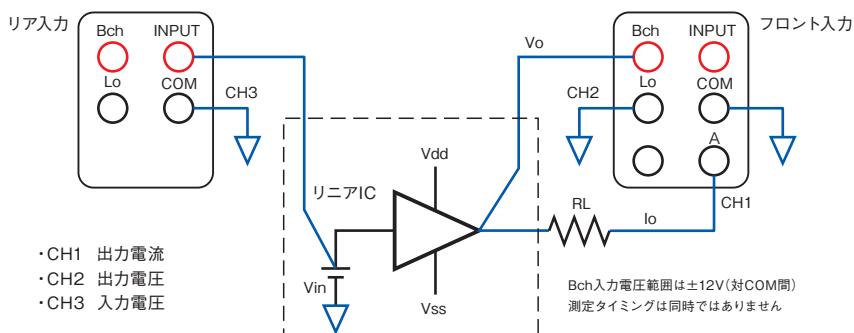 リア入力
Bch
INPUT
Lo
COM
CH3
フロント入力
Bch
INPUT
Vo
Lo
COM
CH2
A
CH1
Vdd
リニアIC
RL
Io
Vin
Vss
・CH1 出力電流
・CH2 出力電圧
・CH3 入力電圧
Bch入力電圧範囲は±12V(対COM間)
測定タイミングは同時ではありません